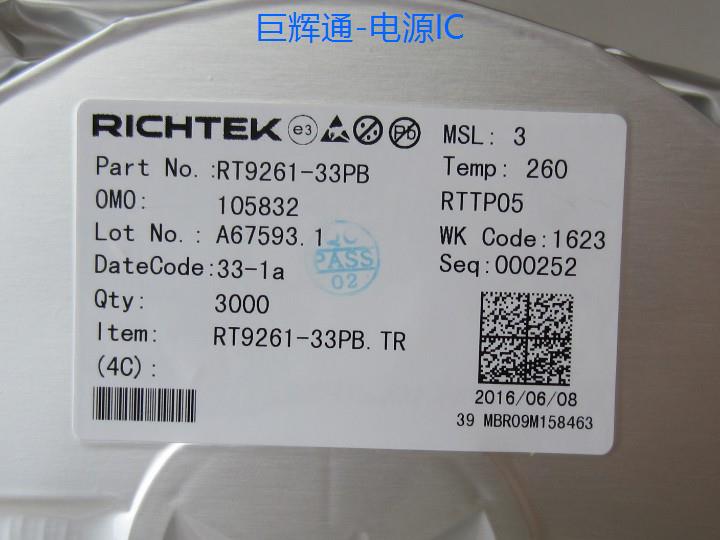 巨辉通-电源IC
RICHTEK e3 Pb
MSL: 3
Part No.:RT9261-33PB
Temp: 260
OMO: 105832
RTTP05
Lot No.: A67593.1
WK Code:1623
DateCode:33-1a
Seq:000252
QC
PASS
02
Qty: 3000
Item: RT9261-33PB.TR
(4C):
2016/06/08
39 MBR09M158463